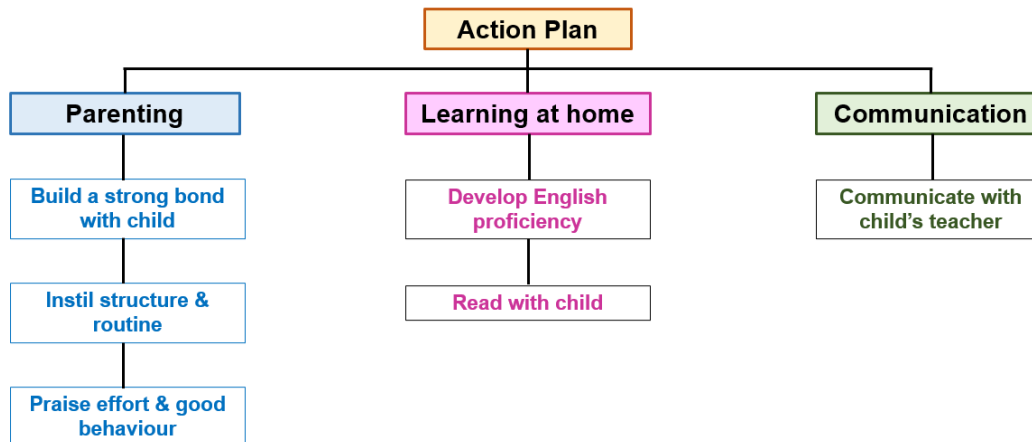 Action Plan
Parenting
Learning at home
Communication
Build a strong bond
with child
Develop English
proficiency
Communicate with
child's teacher
Instil structure &
routine
Read with child
Praise effort & good
behaviour